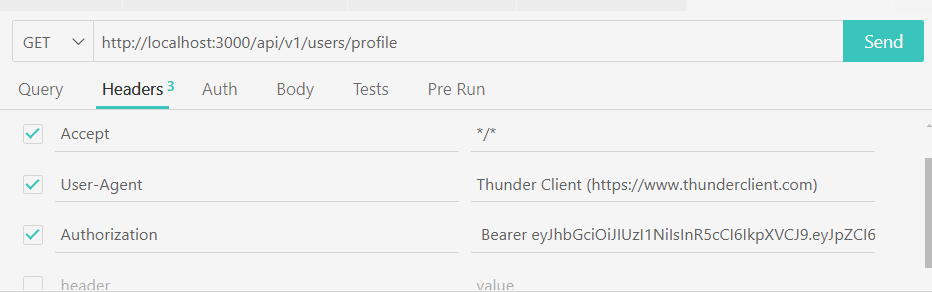 GET http://localhost:3000/api/v1/users/profile Send
Query Headers 3 Auth Body Tests Pre Run
Accept */*
User-Agent Thunder Client (https://www.thunderclient.com)
Authorization Bearer eyJhbGciOiJIUzI1NiIsInR5cCI6IkpXVCJ9.eyJpZCI6
header value